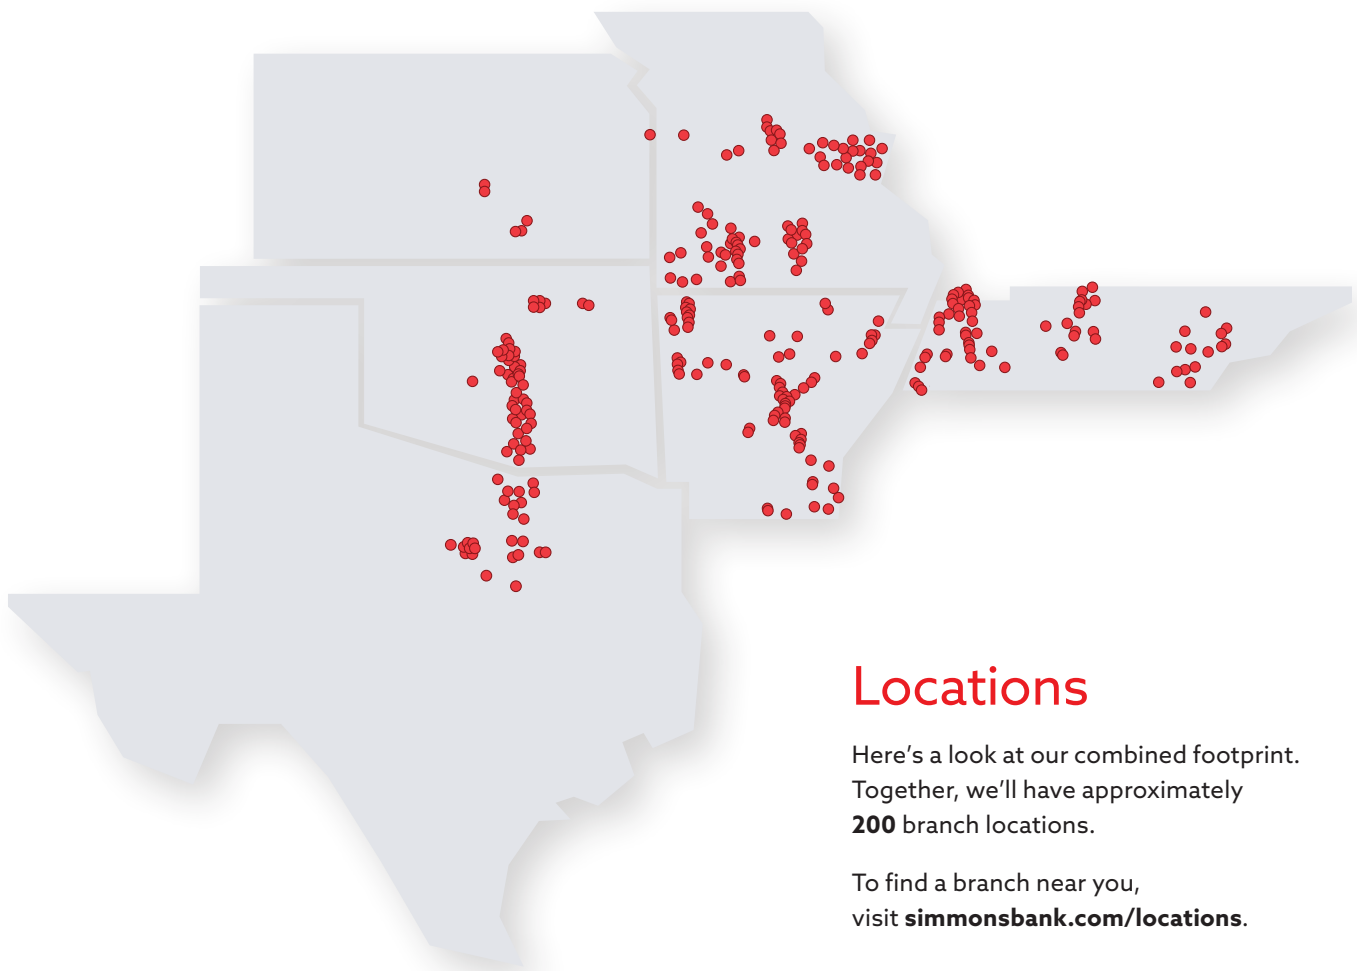 Locations
Here’s a look at our combined footprint.
Together, we’ll have approximately
200 branch locations.
To find a branch near you,
visit simmonsbank.com/locations.